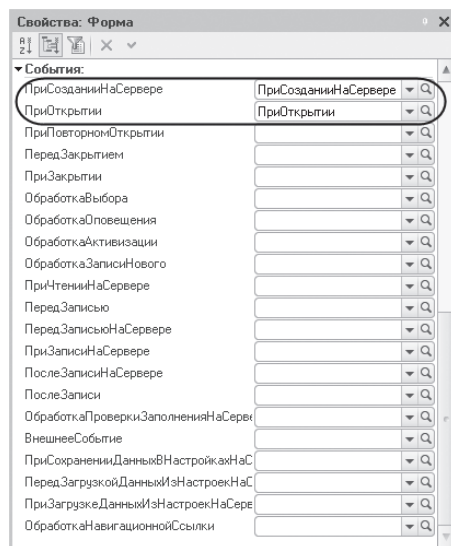 Свойства: Форма
События:
ПриСозданииНаСервере ПриСозданииНаСервере
ПриОткрытии ПриОткрытии
ПриПовторномОткрытии
ПередЗакрытием
ПриЗакрытии
ОбработкаВыбора
ОбработкаОповещения
ОбработкаАктивизации
ОбработкаЗаписиНового
ПриЧтенииНаСервере
ПередЗаписью
ПередЗаписьюНаСервере
ПриЗаписиНаСервере
ПослеЗаписиНаСервере
ПослеЗаписи
ОбработкаПроверкиЗаполненияНаСерве
ВнешнееСобытие
ПриСохраненииДанныхВНастройкахНаС
ПередЗагрузкойДанныхИзНастроекНаС
ПриЗагрузкеДанныхИзНастроекНаСерве
ОбработкаНавигационнойСсылки